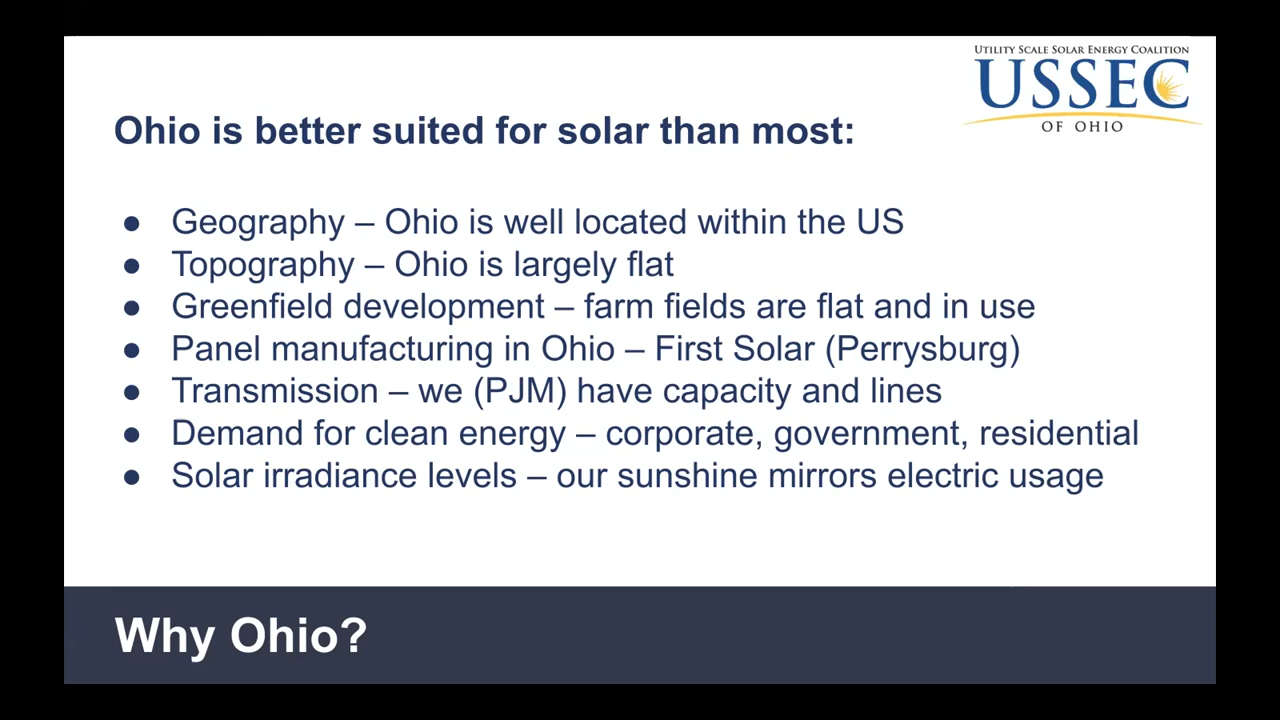 UTILITY SCALE SOLAR ENERGY COALITION
USSEC
OF OHIO
Ohio is better suited for solar than most:
● Geography – Ohio is well located within the US
● Topography – Ohio is largely flat
● Greenfield development – farm fields are flat and in use
● Panel manufacturing in Ohio – First Solar (Perrysburg)
● Transmission – we (PJM) have capacity and lines
● Demand for clean energy – corporate, government, residential
● Solar irradiance levels – our sunshine mirrors electric usage
Why Ohio?